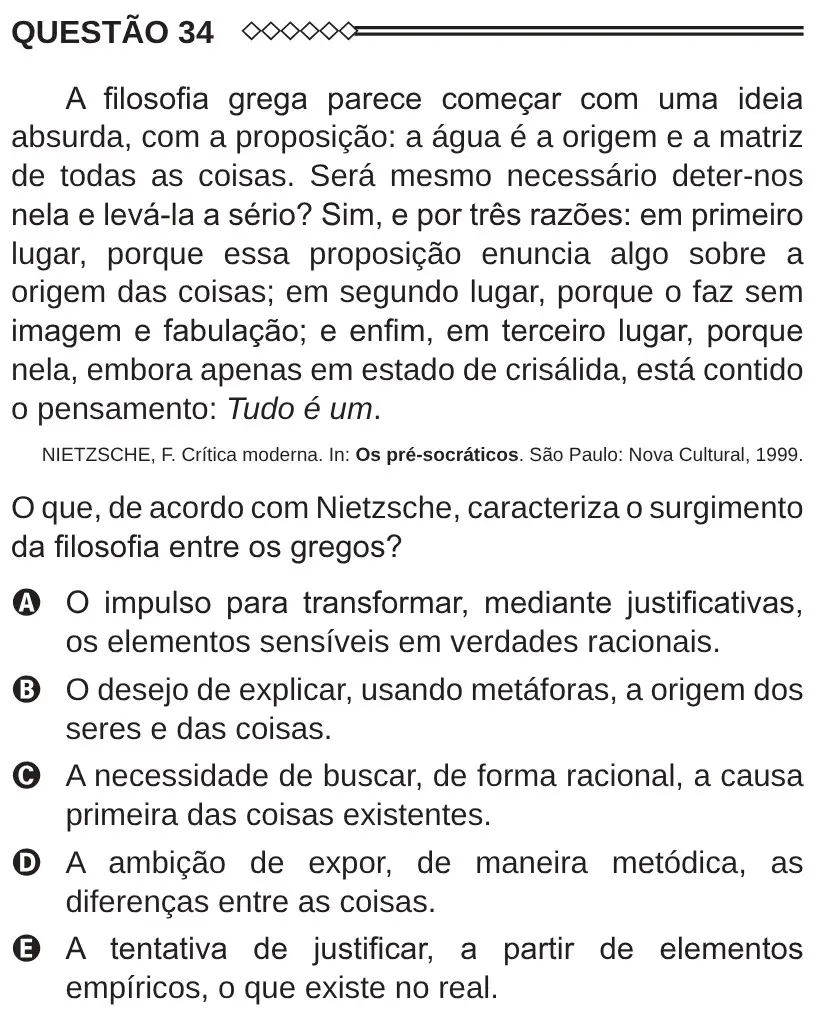 QUESTÃO 34
A filosofia grega parece começar com uma ideia
absurda, com a proposição: a água é a origem e a matriz
de todas as coisas. Será mesmo necessário deter-nos
nela e levá-la a sério? Sim, e por três razões: em primeiro
lugar, porque essa proposição enuncia algo sobre a
origem das coisas; em segundo lugar, porque o faz sem
imagem e fabulação; e enfim, em terceiro lugar, porque
nela, embora apenas em estado de crisálida, está contido
o pensamento: Tudo é um.
NIETZSCHE, F. Crítica moderna. In: Os pré-socráticos. São Paulo: Nova Cultural, 1999.
O que, de acordo com Nietzsche, caracteriza o surgimento
da filosofia entre os gregos?
A O impulso para transformar, mediante justificativas,
os elementos sensíveis em verdades racionais.
B O desejo de explicar, usando metáforas, a origem dos
seres e das coisas.
C A necessidade de buscar, de forma racional, a causa
primeira das coisas existentes.
D A ambição de expor, de maneira metódica, as
diferenças entre as coisas.
E A tentativa de justificar, a partir de elementos
empíricos, o que existe no real.